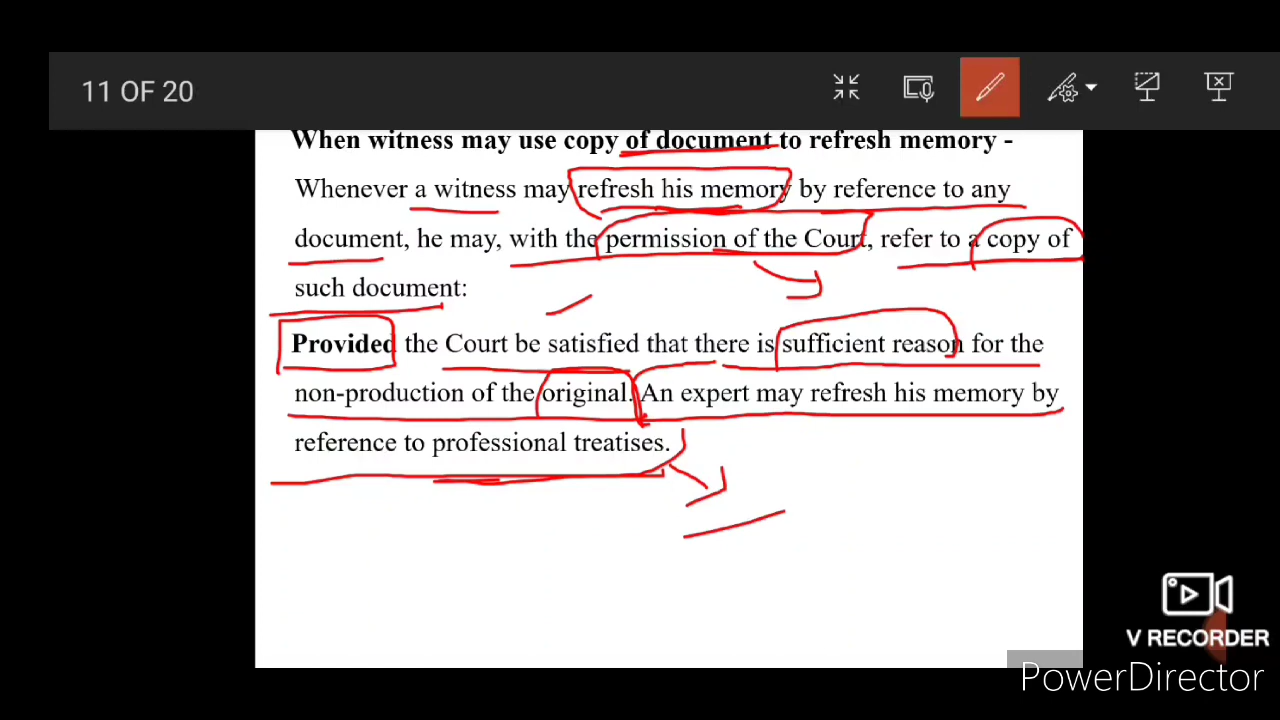 11 OF 20
When witness may use copy of document to refresh memory -
Whenever a witness may refresh his memory by reference to any
document, he may, with the permission of the Court, refer to a copy of
such document:
Provided the Court be satisfied that there is sufficient reason for the
non-production of the original. An expert may refresh his memory by
reference to professional treatises.
V RECORDER
PowerDirector